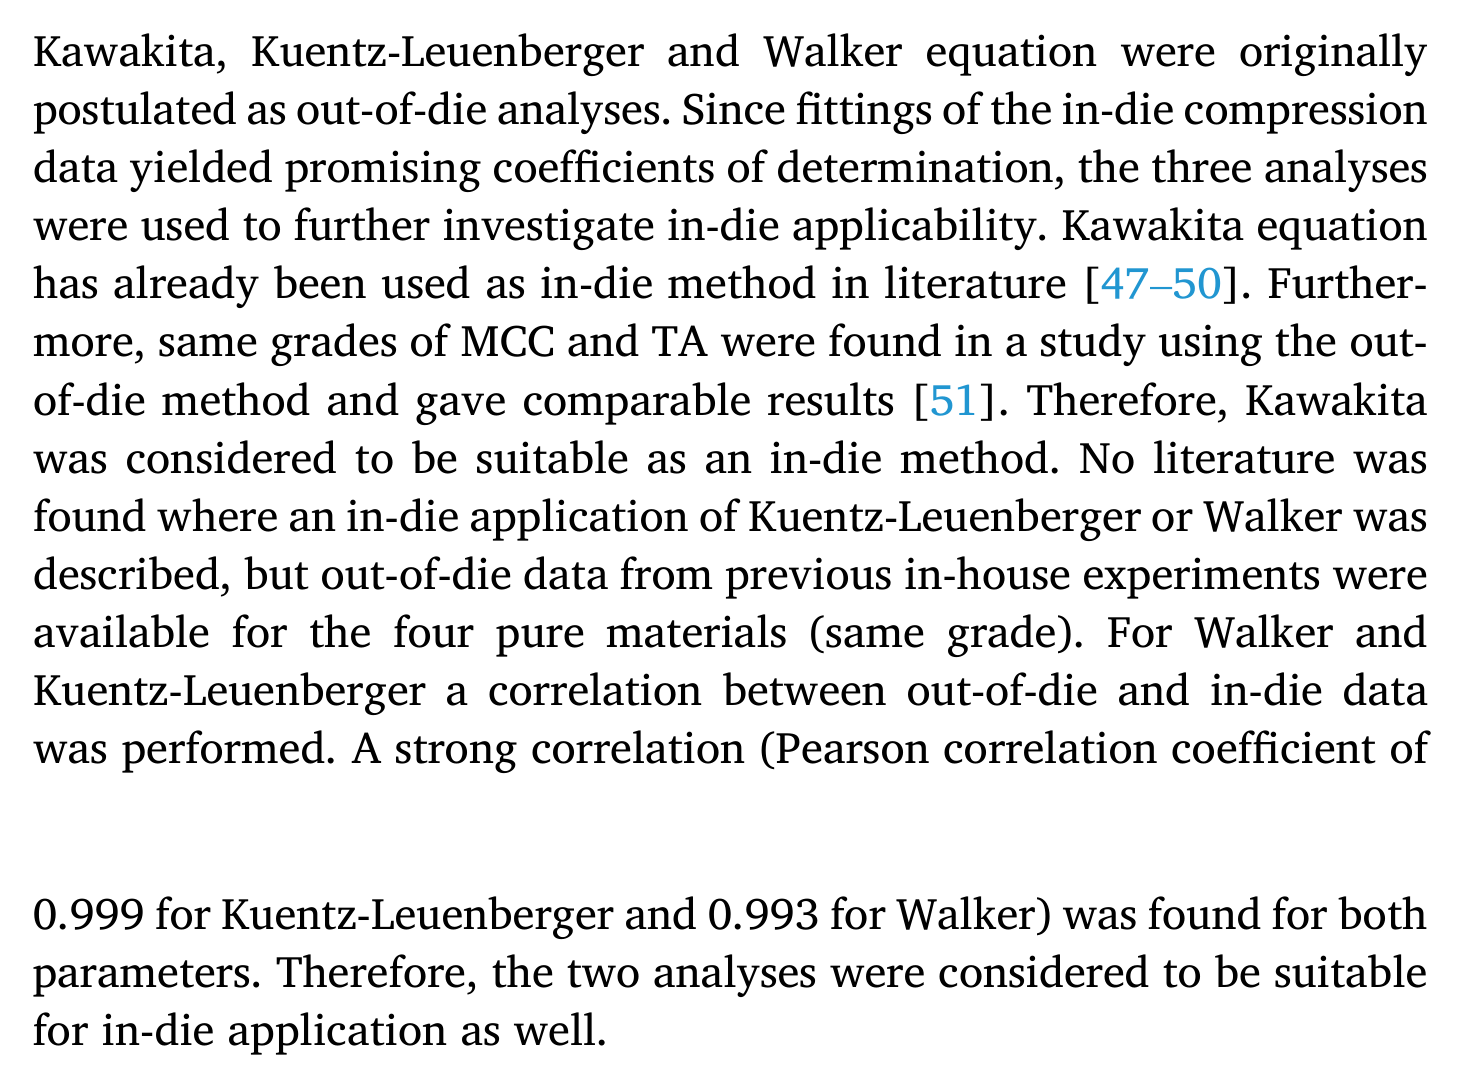 Kawakita, Kuentz-Leuenberger and Walker equation were originally
postulated as out-of-die analyses. Since fittings of the in-die compression
data yielded promising coefficients of determination, the three analyses
were used to further investigate in-die applicability. Kawakita equation
has already been used as in-die method in literature [47–50]. Further-
more, same grades of MCC and TA were found in a study using the out-
of-die method and gave comparable results [51]. Therefore, Kawakita
was considered to be suitable as an in-die method. No literature was
found where an in-die application of Kuentz-Leuenberger or Walker was
described, but out-of-die data from previous in-house experiments were
available for the four pure materials (same grade). For Walker and
Kuentz-Leuenberger a correlation between out-of-die and in-die data
was performed. A strong correlation (Pearson correlation coefficient of
0.999 for Kuentz-Leuenberger and 0.993 for Walker) was found for both
parameters. Therefore, the two analyses were considered to be suitable
for in-die application as well.